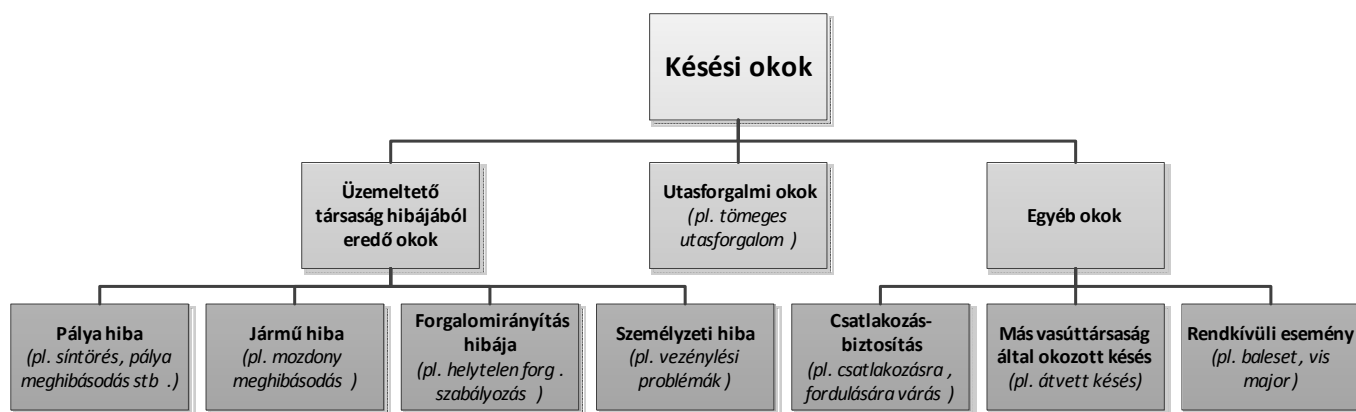 Késési okok
Üzemeltető
társaság hibájából
eredő okok
Utasforgalmi okok
(pl. tömeges
utasforgalom )
Egyéb okok
Pálya hiba
(pl. síntörés, pálya
meghibásodás stb .)
Jármű hiba
(pl. mozdony
meghibásodás )
Forgalomirányítás
hibája
(pl. helytelen forg .
szabályozás )
Személyzeti hiba
(pl. vezénylési
problémák )
Csatlakozás-
biztosítás
(pl. csatlakozásra ,
fordulására várás )
Más vasúttársaság
által okozott késés
(pl. átvett késés)
Rendkívüli esemény
(pl. baleset , vis
major )